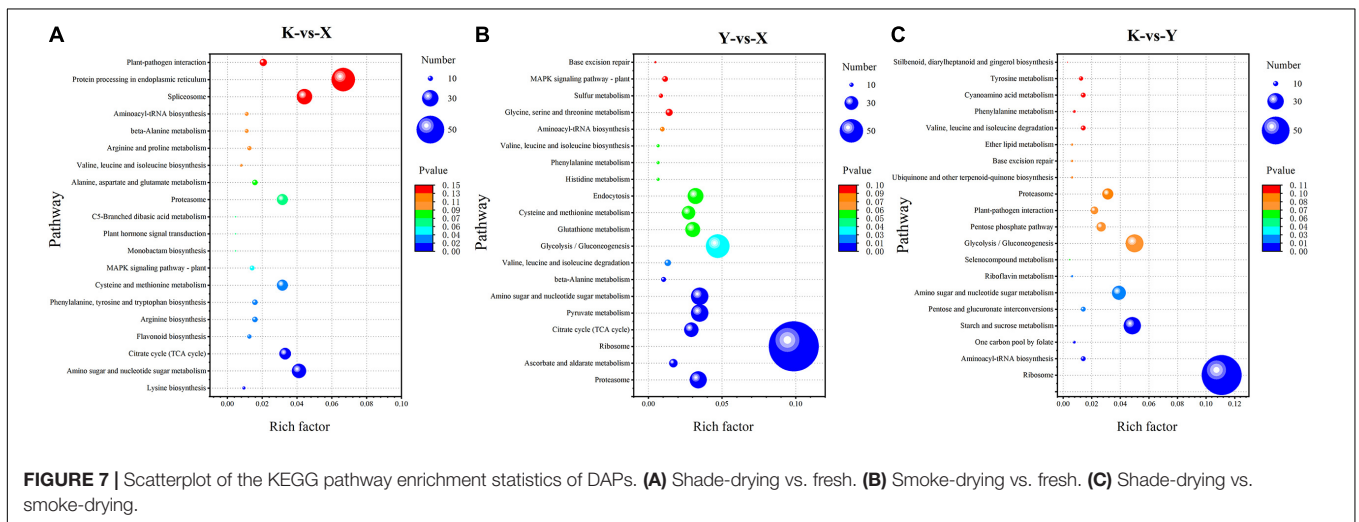 A
K-vs-X
Plant-pathogen interaction
Protein processing in endoplasmic reticulum
Spliceosome
Aminoacyl-tRNA biosynthesis
beta-Alanine metabolism
Arginine and proline metabolism
Valine, leucine and isoleucine biosynthesis
Alanine, aspartate and glutamate metabolism
Proteasome
C5-Branched dibasic acid metabolism
Plant hormone signal transduction
Monobactam biosynthesis
MAPK signaling pathway - plant
Cysteine and methionine metabolism
Phenylalanine, tyrosine and tryptophan biosynthesis
Arginine biosynthesis
Flavonoid biosynthesis
Citrate cycle (TCA cycle)
Amino sugar and nucleotide sugar metabolism
Lysine biosynthesis
Pathway
0.00 0.02 0.04 0.06 0.08 0.10
Rich factor
Number
10
30
50
Pvalue
0.15
0.13
0.11
0.09
0.07
0.06
0.04
0.02
0.00
B
Y-vs-X
Base excision repair
MAPK signaling pathway - plant
Sulfur metabolism
Glycine, serine and threonine metabolism
Aminoacyl-tRNA biosynthesis
Valine, leucine and isoleucine biosynthesis
Phenylalanine metabolism
Histidine metabolism
Endocytosis
Cysteine and methionine metabolism
Glutathione metabolism
Glycolysis / Gluconeogenesis
Valine, leucine and isoleucine degradation
beta-Alanine metabolism
Amino sugar and nucleotide sugar metabolism
Pyruvate metabolism
Citrate cycle (TCA cycle)
Ribosome
Ascorbate and aldarate metabolism
Proteasome
Pathway
0.00 0.05 0.10
Rich factor
Number
10
30
50
Pvalue
0.10
0.09
0.08
0.06
0.05
0.04
0.03
0.01
0.00
C
K-vs-Y
Stilbenoid, diarylheptanoid and gingerol biosynthesis
Tyrosine metabolism
Cyanoamino acid metabolism
Phenylalanine metabolism
Valine, leucine and isoleucine degradation
Ether lipid metabolism
Base excision repair
Ubiquinone and other terpenoid-quinone biosynthesis
Proteasome
Plant-pathogen interaction
Pentose phosphate pathway
Glycolysis / Gluconeogenesis
Selenocompound metabolism
Riboflavin metabolism
Amino sugar and nucleotide sugar metabolism
Pentose and glucuronate interconversions
Starch and sucrose metabolism
One carbon pool by folate
Aminoacyl-tRNA biosynthesis
Ribosome
Pathway
0.00 0.02 0.04 0.06 0.08 0.10 0.12
Rich factor
Number
10
30
50
Pvalue
0.11
0.10
0.08
0.07
0.06
0.04
0.03
0.01
0.00
FIGURE 7 | Scatterplot of the KEGG pathway enrichment statistics of DAPs. (A) Shade-drying vs. fresh. (B) Smoke-drying vs. fresh. (C) Shade-drying vs.
smoke-drying.